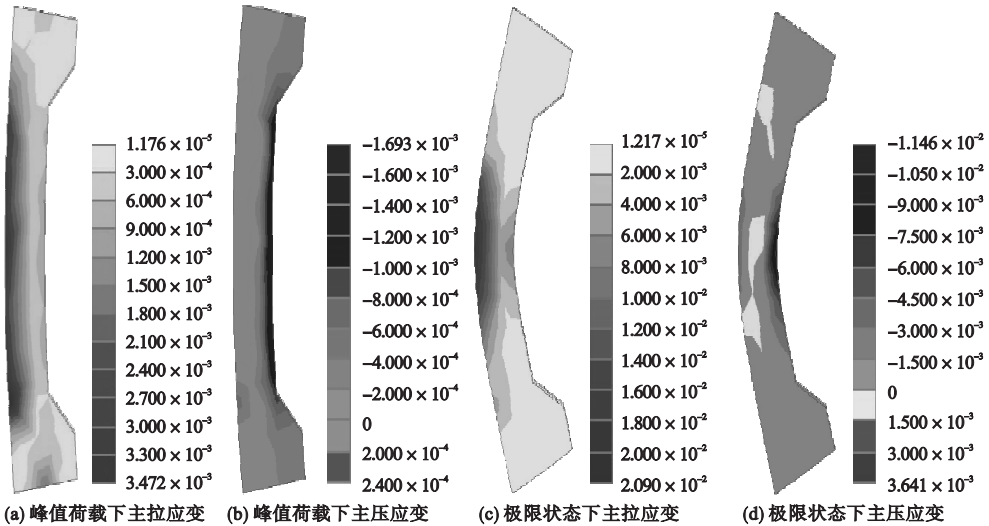 1.176 × 10⁻⁵
3.000 × 10⁻⁴
6.000 × 10⁻⁴
9.000 × 10⁻⁴
1.200 × 10⁻³
1.500 × 10⁻³
1.800 × 10⁻³
2.100 × 10⁻³
2.400 × 10⁻³
2.700 × 10⁻³
3.000 × 10⁻³
3.300 × 10⁻³
3.472 × 10⁻³
(a) 峰值荷载下主拉应变
−1.693 × 10⁻³
−1.600 × 10⁻³
−1.400 × 10⁻³
−1.200 × 10⁻³
−1.000 × 10⁻³
−8.000 × 10⁻⁴
−6.000 × 10⁻⁴
−4.000 × 10⁻⁴
−2.000 × 10⁻⁴
0
2.000 × 10⁻⁴
2.400 × 10⁻⁴
(b) 峰值荷载下主压应变
1.217 × 10⁻⁵
2.000 × 10⁻³
4.000 × 10⁻³
6.000 × 10⁻³
8.000 × 10⁻³
1.000 × 10⁻²
1.200 × 10⁻²
1.400 × 10⁻²
1.600 × 10⁻²
1.800 × 10⁻²
2.000 × 10⁻²
2.090 × 10⁻²
(c) 极限状态下主拉应变
−1.146 × 10⁻²
−1.050 × 10⁻²
−9.000 × 10⁻³
−7.500 × 10⁻³
−6.000 × 10⁻³
−4.500 × 10⁻³
−3.000 × 10⁻³
−1.500 × 10⁻³
0
1.500 × 10⁻³
3.000 × 10⁻³
3.641 × 10⁻³
(d) 极限状态下主压应变